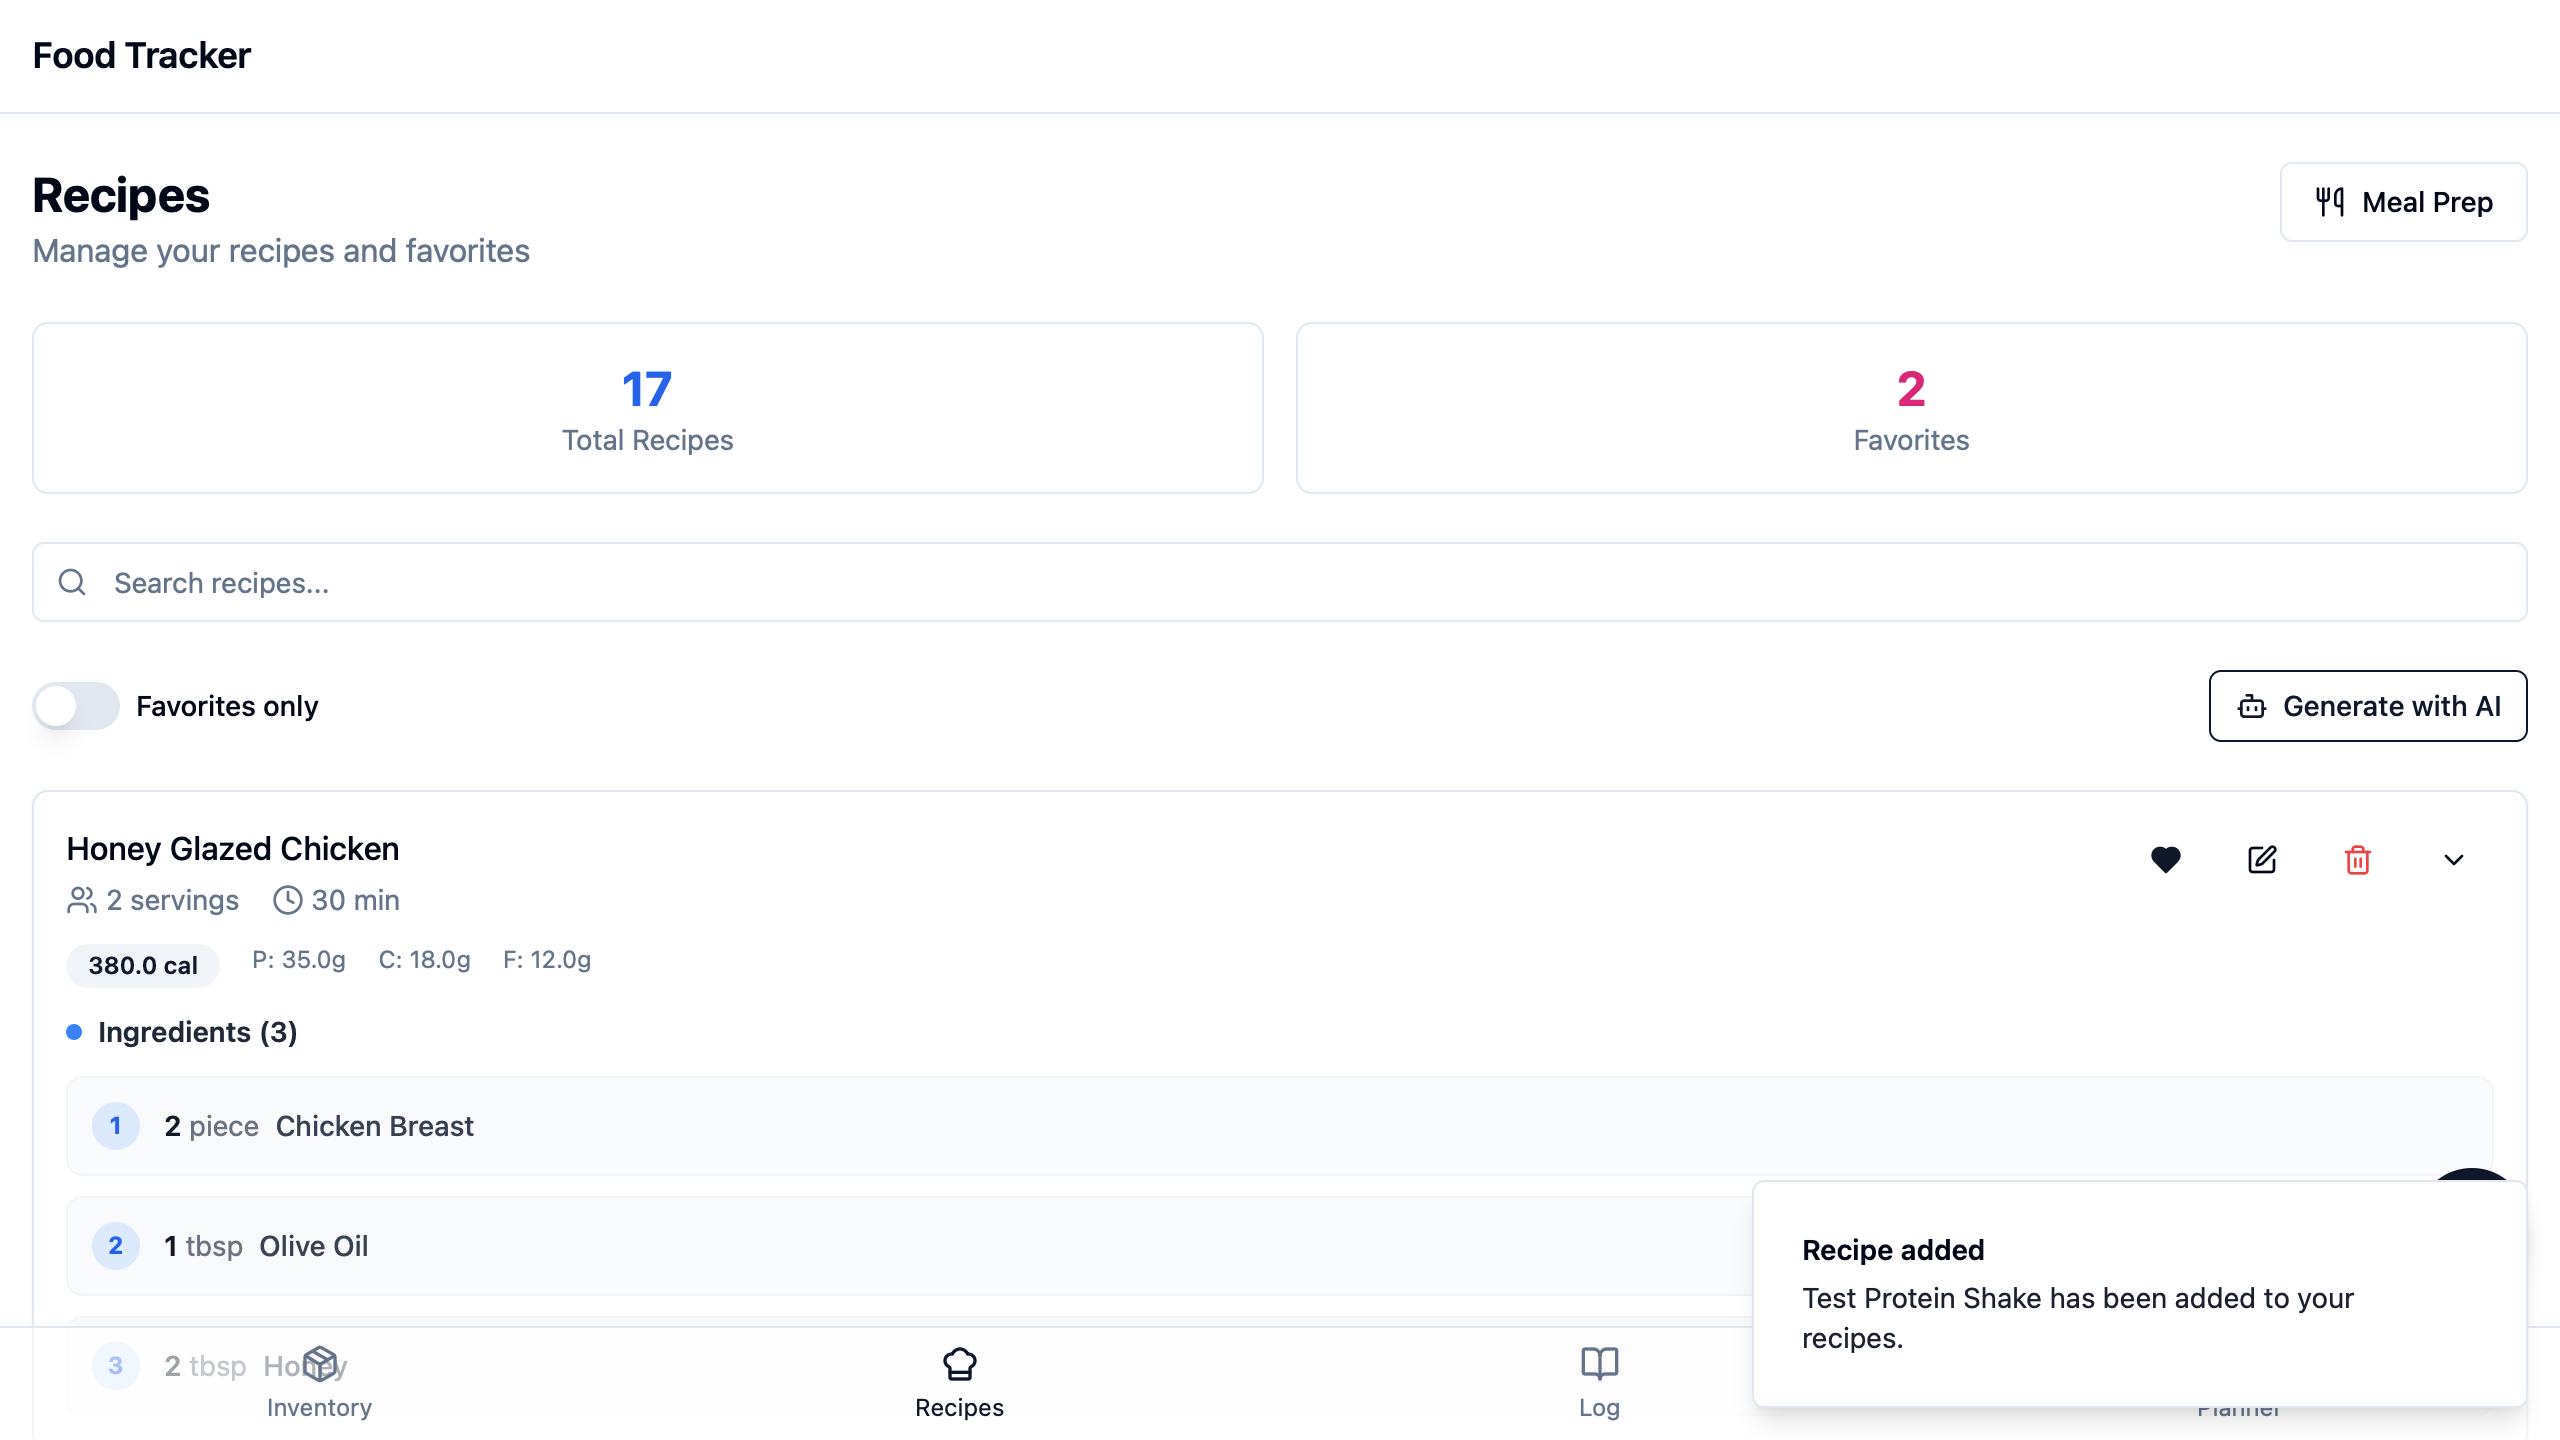 Food Tracker
Recipes
Manage your recipes and favorites
Meal Prep
17
Total Recipes
2
Favorites
Search recipes...
Favorites only
Generate with AI
Honey Glazed Chicken
2 servings 30 min
380.0 cal P: 35.0g C: 18.0g F: 12.0g
Ingredients (3)
1 2 piece Chicken Breast
2 1 tbsp Olive Oil
3 2 tbsp Honey
Recipe added
Test Protein Shake has been added to your
recipes.
Inventory
Recipes
Log
Planner